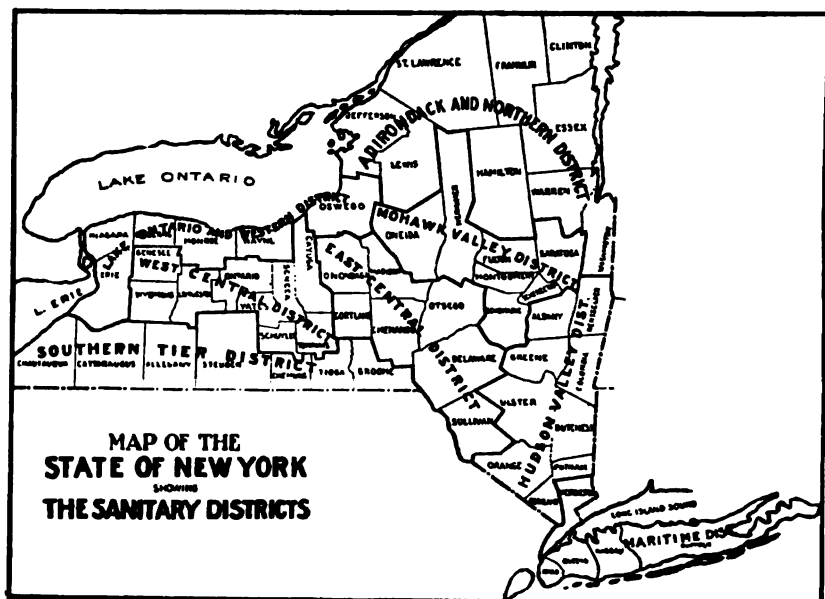 ST. LAWRENCE
FRANKLIN
CLINTON
JEFFERSON
ADIRONDACK AND NORTHERN DISTRICT
ESSEX
LEWIS
HAMILTON
HERKIMER
WARREN
LAKE ONTARIO
OSWEGO
MOHAWK VALLEY DISTRICT
ONEIDA
NIAGARA
LAKE ONTARIO AND WESTERN DISTRICT
MONROE
WAYNE
SARATOGA
WASHINGTON
GENESEE
CAYUGA
EAST CENTRAL DISTRICT
ONONDAGA
FULTON
MONTGOMERY
ERIE
WEST CENTRAL DISTRICT
ONTARIO
SENECA
L. ERIE
WYOMING
YATES
CORTLAND
CHENANGO
OTSEGO
ALBANY
RENSSELAER
SCHUYLER
SOUTHERN TIER DISTRICT
CHAUTAUQUA
CATTARAUGUS
ALLEGANY
STEUBEN
CHEMUNG
TIOGA
BROOME
DELAWARE
GREENE
COLUMBIA
HUDSON VALLEY DIST.
ULSTER
SULLIVAN
DUTCHESS
ORANGE
PUTNAM
MAP OF THE
STATE OF NEW YORK
SHOWING
THE SANITARY DISTRICTS
LONG ISLAND SOUND
MARITIME DIS